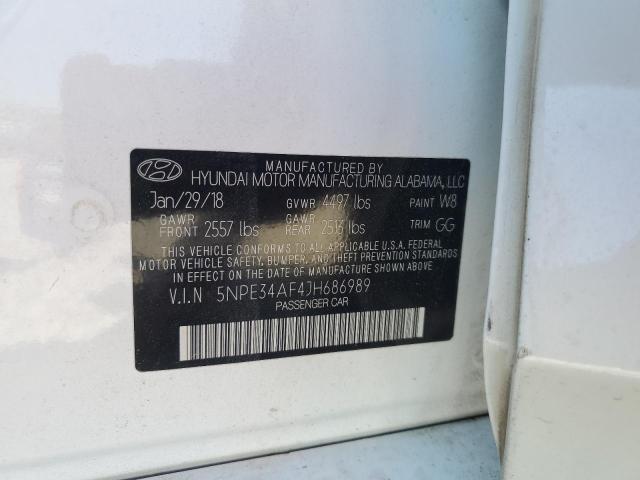 MANUFACTURED BY
HYUNDAI MOTOR MANUFACTURING ALABAMA, LLC
Jan/29/18 GVWR 4497 lbs PAINT W8
GAWR FRONT 2557 lbs GAWR REAR 2515 lbs TRIM GG
THIS VEHICLE CONFORMS TO ALL APPLICABLE U.S.A. FEDERAL
MOTOR VEHICLE SAFETY, BUMPER, AND THEFT PREVENTION STANDARDS
IN EFFECT ON THE DATE OF MANUFACTURE SHOWN ABOVE.
V.I.N 5NPE34AF4JH686989
PASSENGER CAR